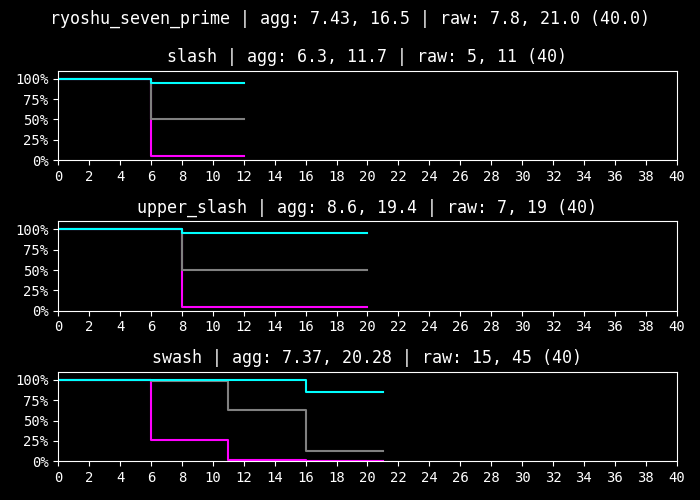 ryoshu_seven_prime | agg: 7.43, 16.5 | raw: 7.8, 21.0 (40.0)
slash | agg: 6.3, 11.7 | raw: 5, 11 (40)
100%
75%
50%
25%
0%
0 2 4 6 8 10 12 14 16 18 20 22 24 26 28 30 32 34 36 38 40
upper_slash | agg: 8.6, 19.4 | raw: 7, 19 (40)
100%
75%
50%
25%
0%
0 2 4 6 8 10 12 14 16 18 20 22 24 26 28 30 32 34 36 38 40
swash | agg: 7.37, 20.28 | raw: 15, 45 (40)
100%
75%
50%
25%
0%
0 2 4 6 8 10 12 14 16 18 20 22 24 26 28 30 32 34 36 38 40